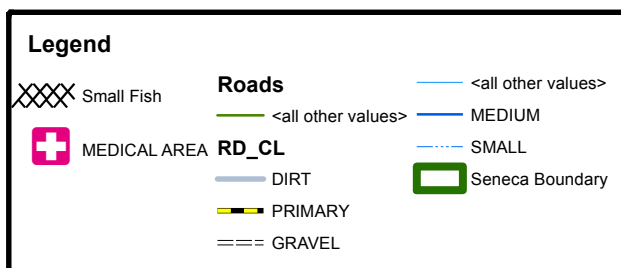 Legend
Small Fish
MEDICAL AREA
Roads
<all other values>
RD_CL
DIRT
PRIMARY
GRAVEL
<all other values>
MEDIUM
SMALL
Seneca Boundary